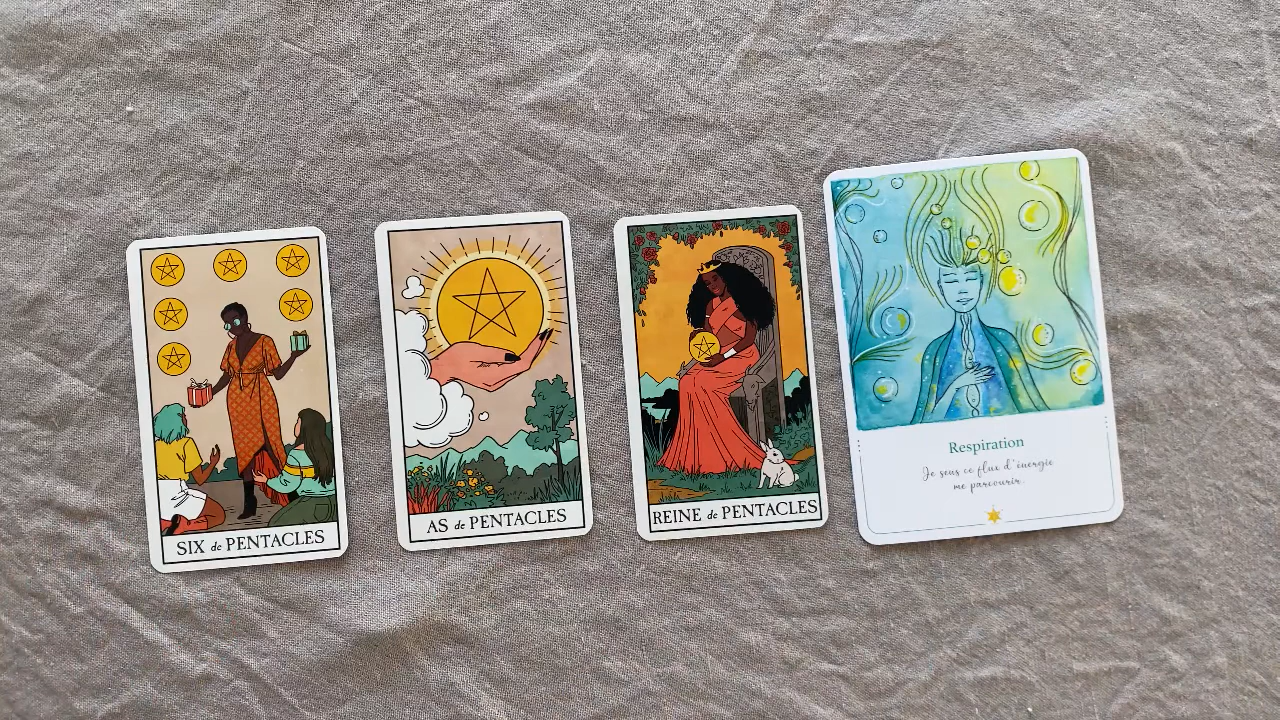 SIX de PENTACLES
AS de PENTACLES
REINE de PENTACLES
Respiration
Je sens ce flux d'énergie
me parcourir.